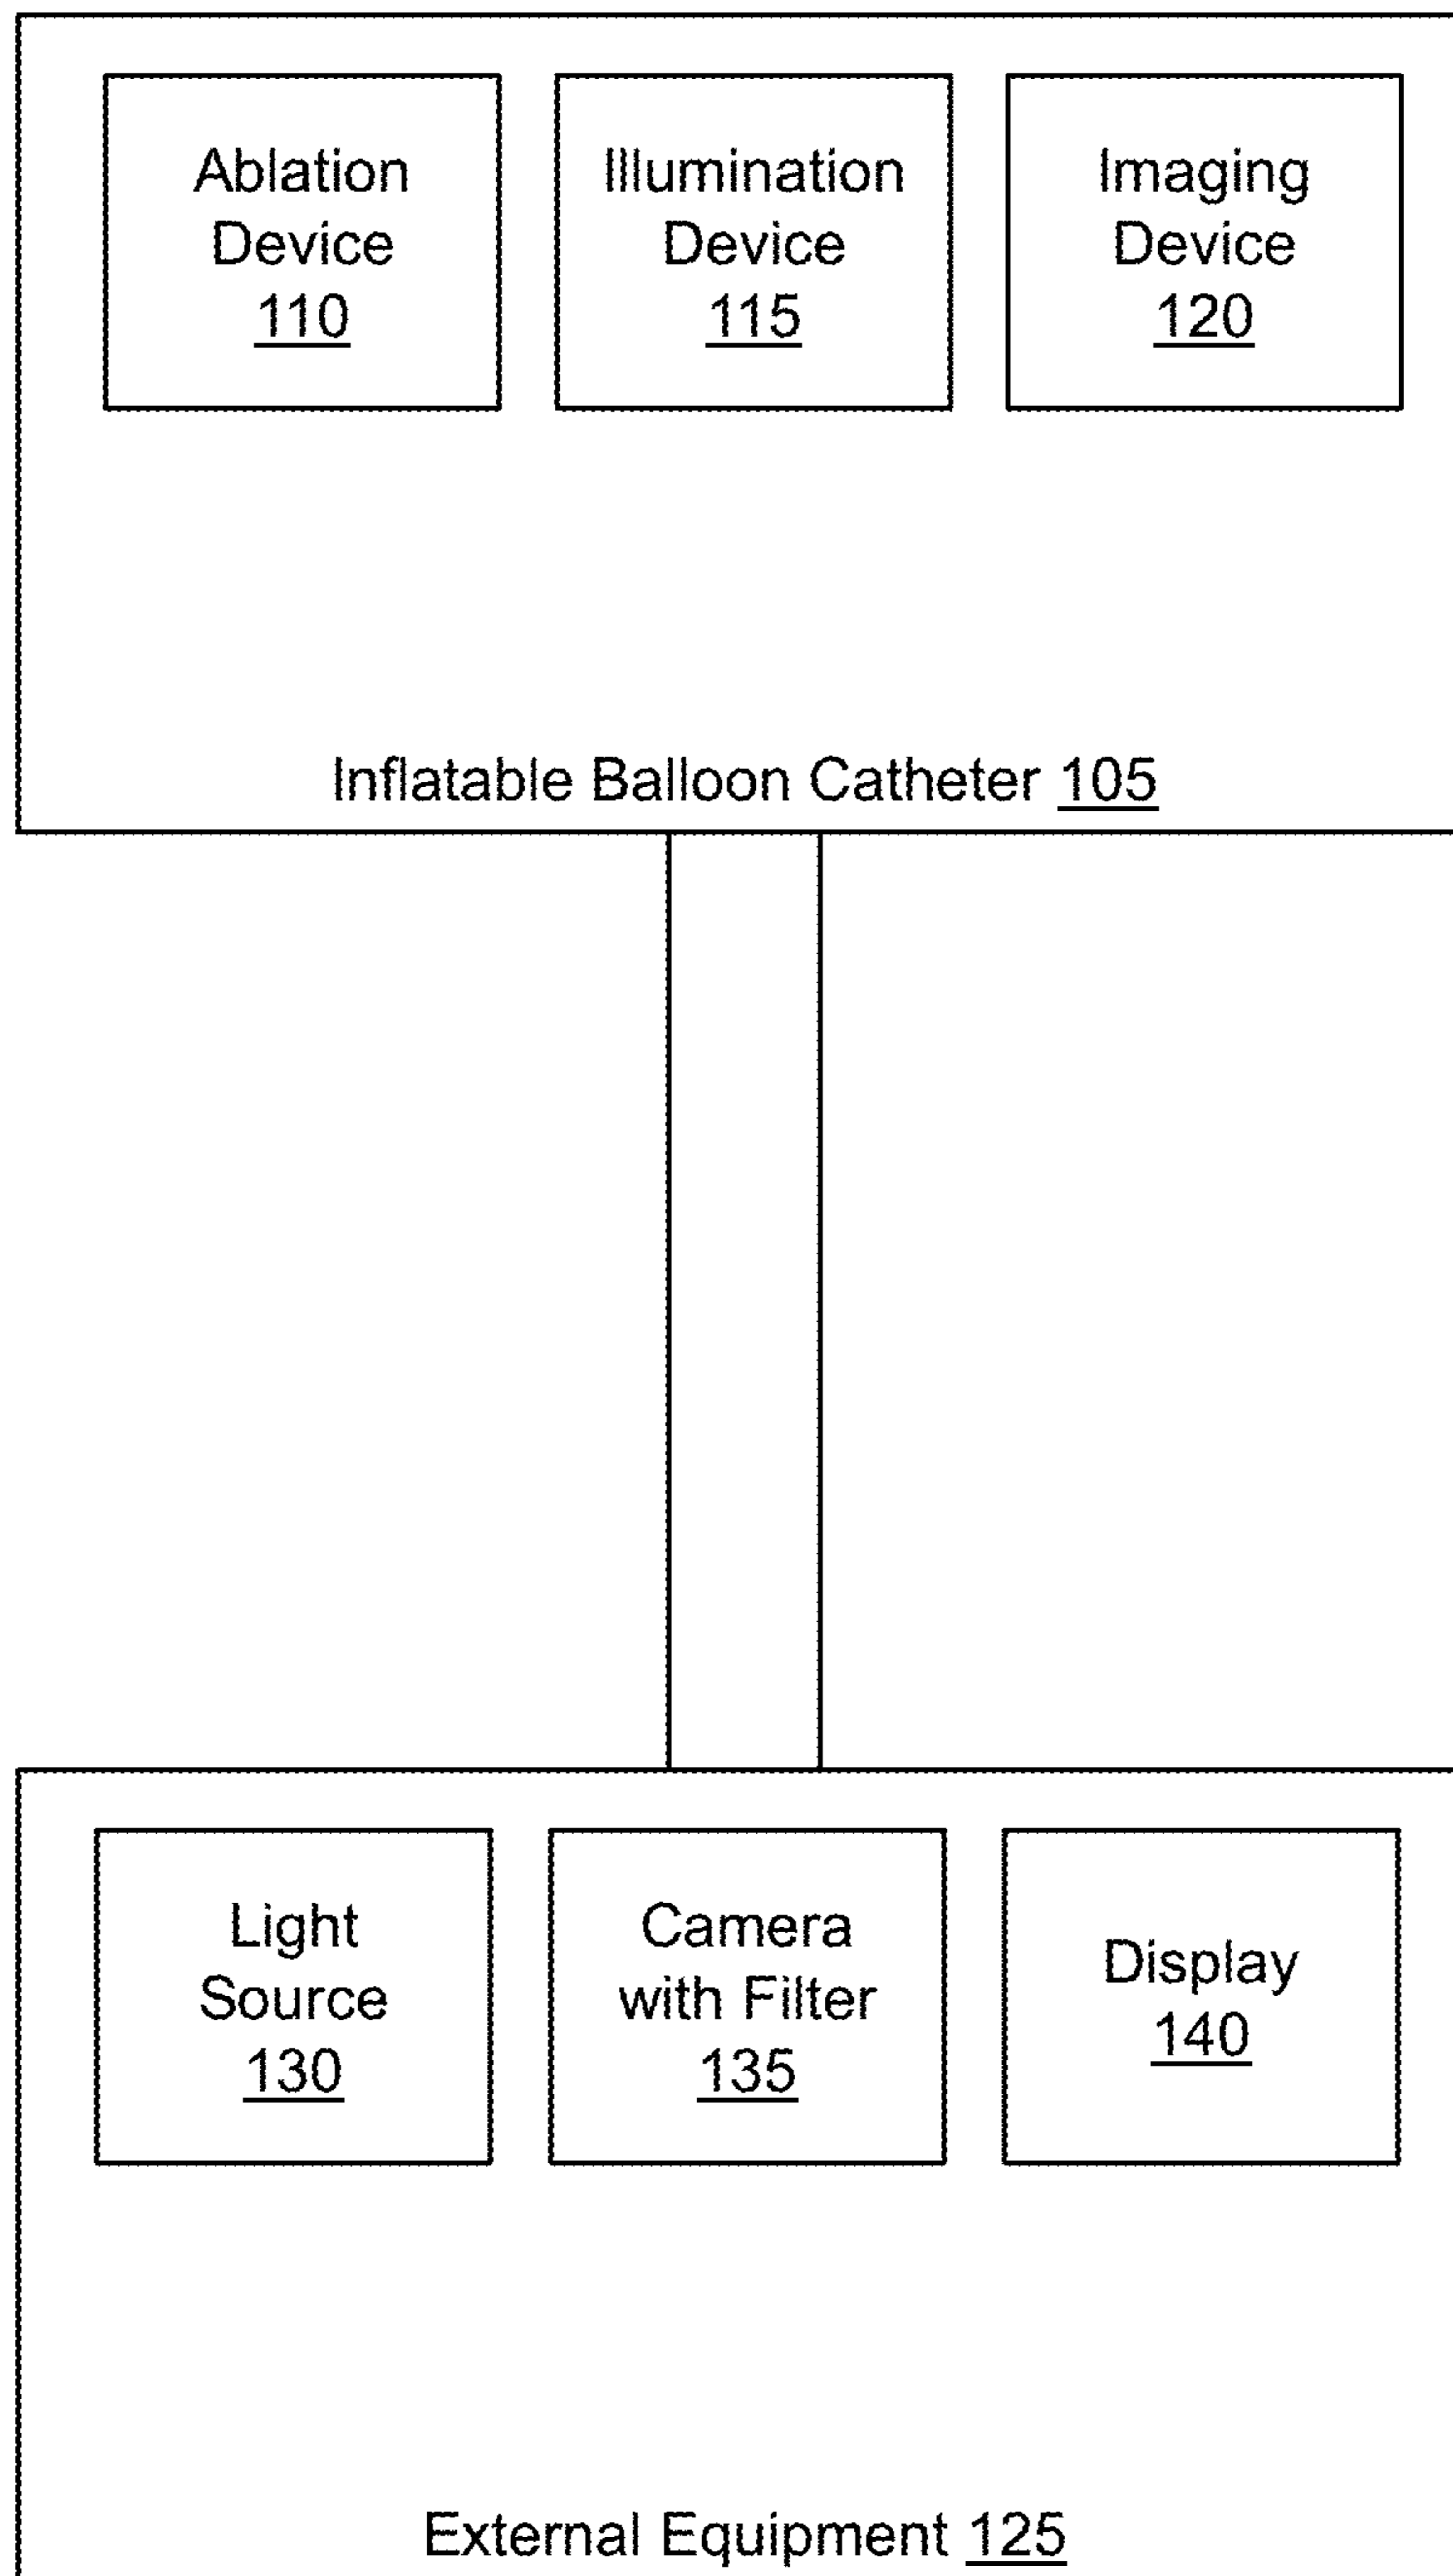 Ablation
Device
110
Illumination
Device
115
Imaging
Device
120
Inflatable Balloon Catheter 105
Light
Source
130
Camera
with Filter
135
Display
140
External Equipment 125